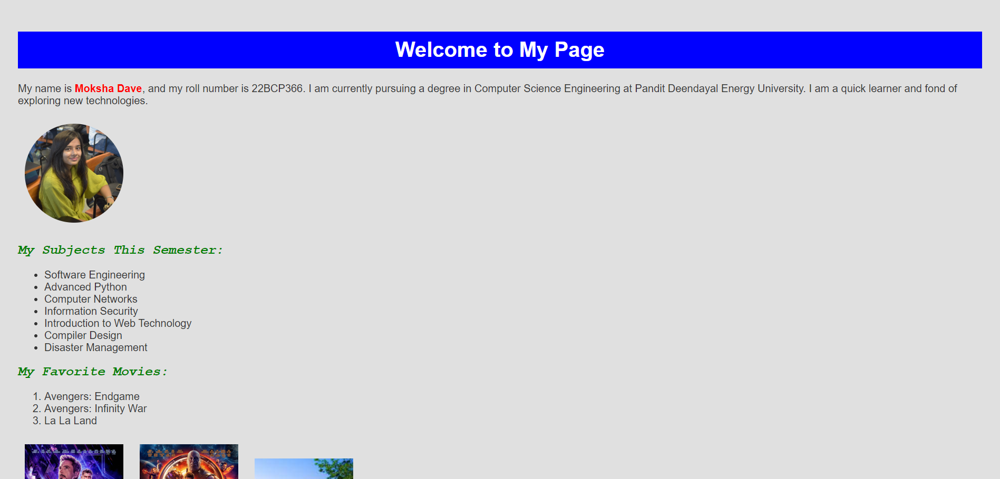 Welcome to My Page
My name is Moksha Dave, and my roll number is 22BCP366. I am currently pursuing a degree in Computer Science Engineering at Pandit Deendayal Energy University. I am a quick learner and fond of
exploring new technologies.
My Subjects This Semester:
• Software Engineering
• Advanced Python
• Computer Networks
• Information Security
• Introduction to Web Technology
• Compiler Design
• Disaster Management
My Favorite Movies:
1. Avengers: Endgame
2. Avengers: Infinity War
3. La La Land